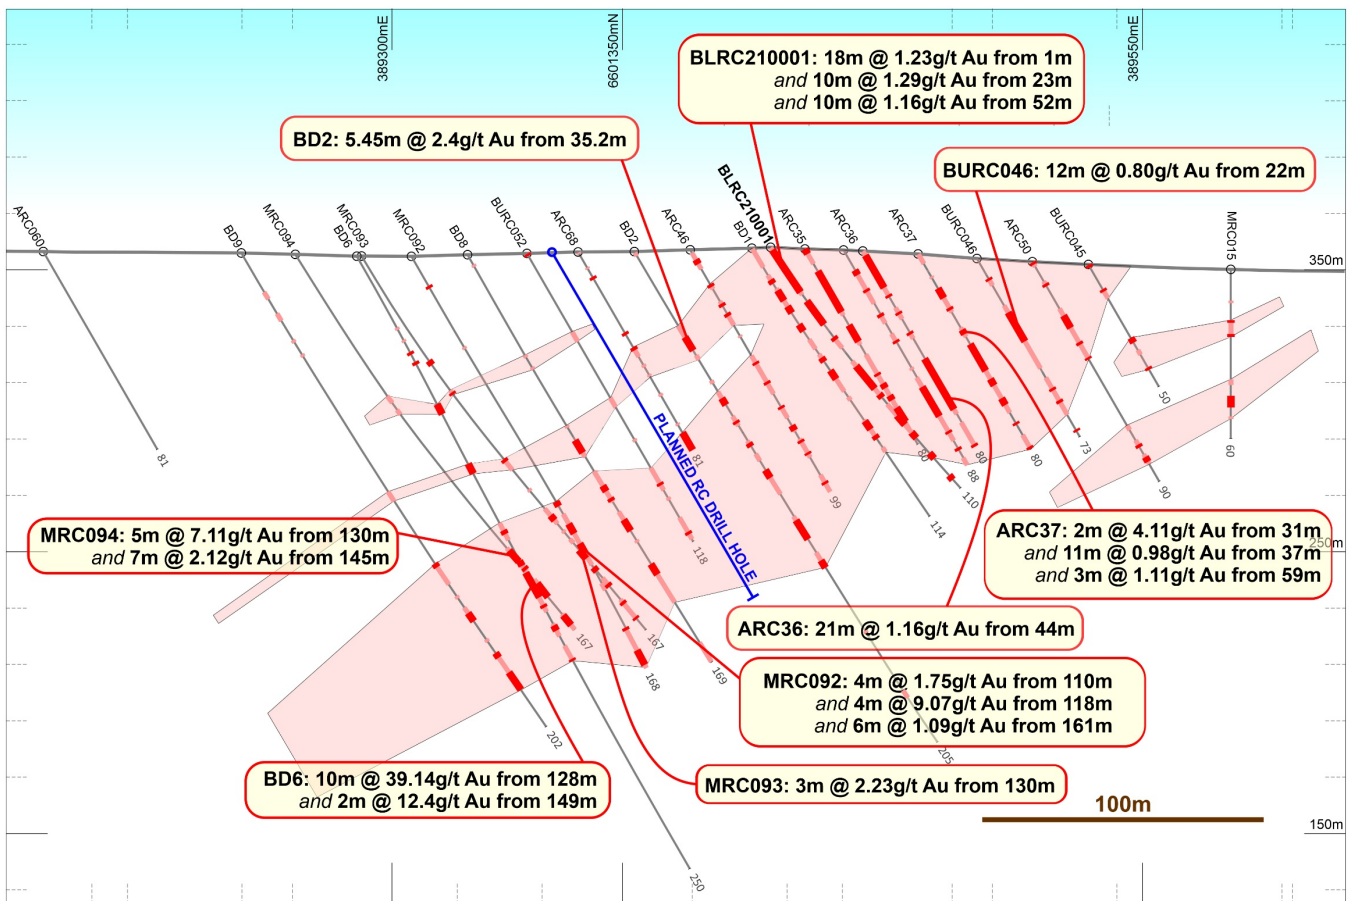 389300mE
6601350mN
389550mE
BLRC210001: 18m @ 1.23g/t Au from 1m
and 10m @ 1.29g/t Au from 23m
and 10m @ 1.16g/t Au from 52m
BD2: 5.45m @ 2.4g/t Au from 35.2m
BURC046: 12m @ 0.80g/t Au from 22m
ARC060
BD9
MRC094
MRC093
BD6
MRC092
BD8
BURC052
ARC68
BD2
ARC46
BD10
BLRC210001
ARC35
ARC36
ARC37
BURC046
ARC50
BURC045
MRC015
350m
PLANNED RC DRILL HOLE
81
81
99
80
80
88
110
114
80
73
50
90
60
118
MRC094: 5m @ 7.11g/t Au from 130m
and 7m @ 2.12g/t Au from 145m
ARC37: 2m @ 4.11g/t Au from 31m
and 11m @ 0.98g/t Au from 37m
and 3m @ 1.11g/t Au from 59m
250m
ARC36: 21m @ 1.16g/t Au from 44m
167
167
168
169
MRC092: 4m @ 1.75g/t Au from 110m
and 4m @ 9.07g/t Au from 118m
and 6m @ 1.09g/t Au from 161m
202
205
BD6: 10m @ 39.14g/t Au from 128m
and 2m @ 12.4g/t Au from 149m
MRC093: 3m @ 2.23g/t Au from 130m
100m
150m
250